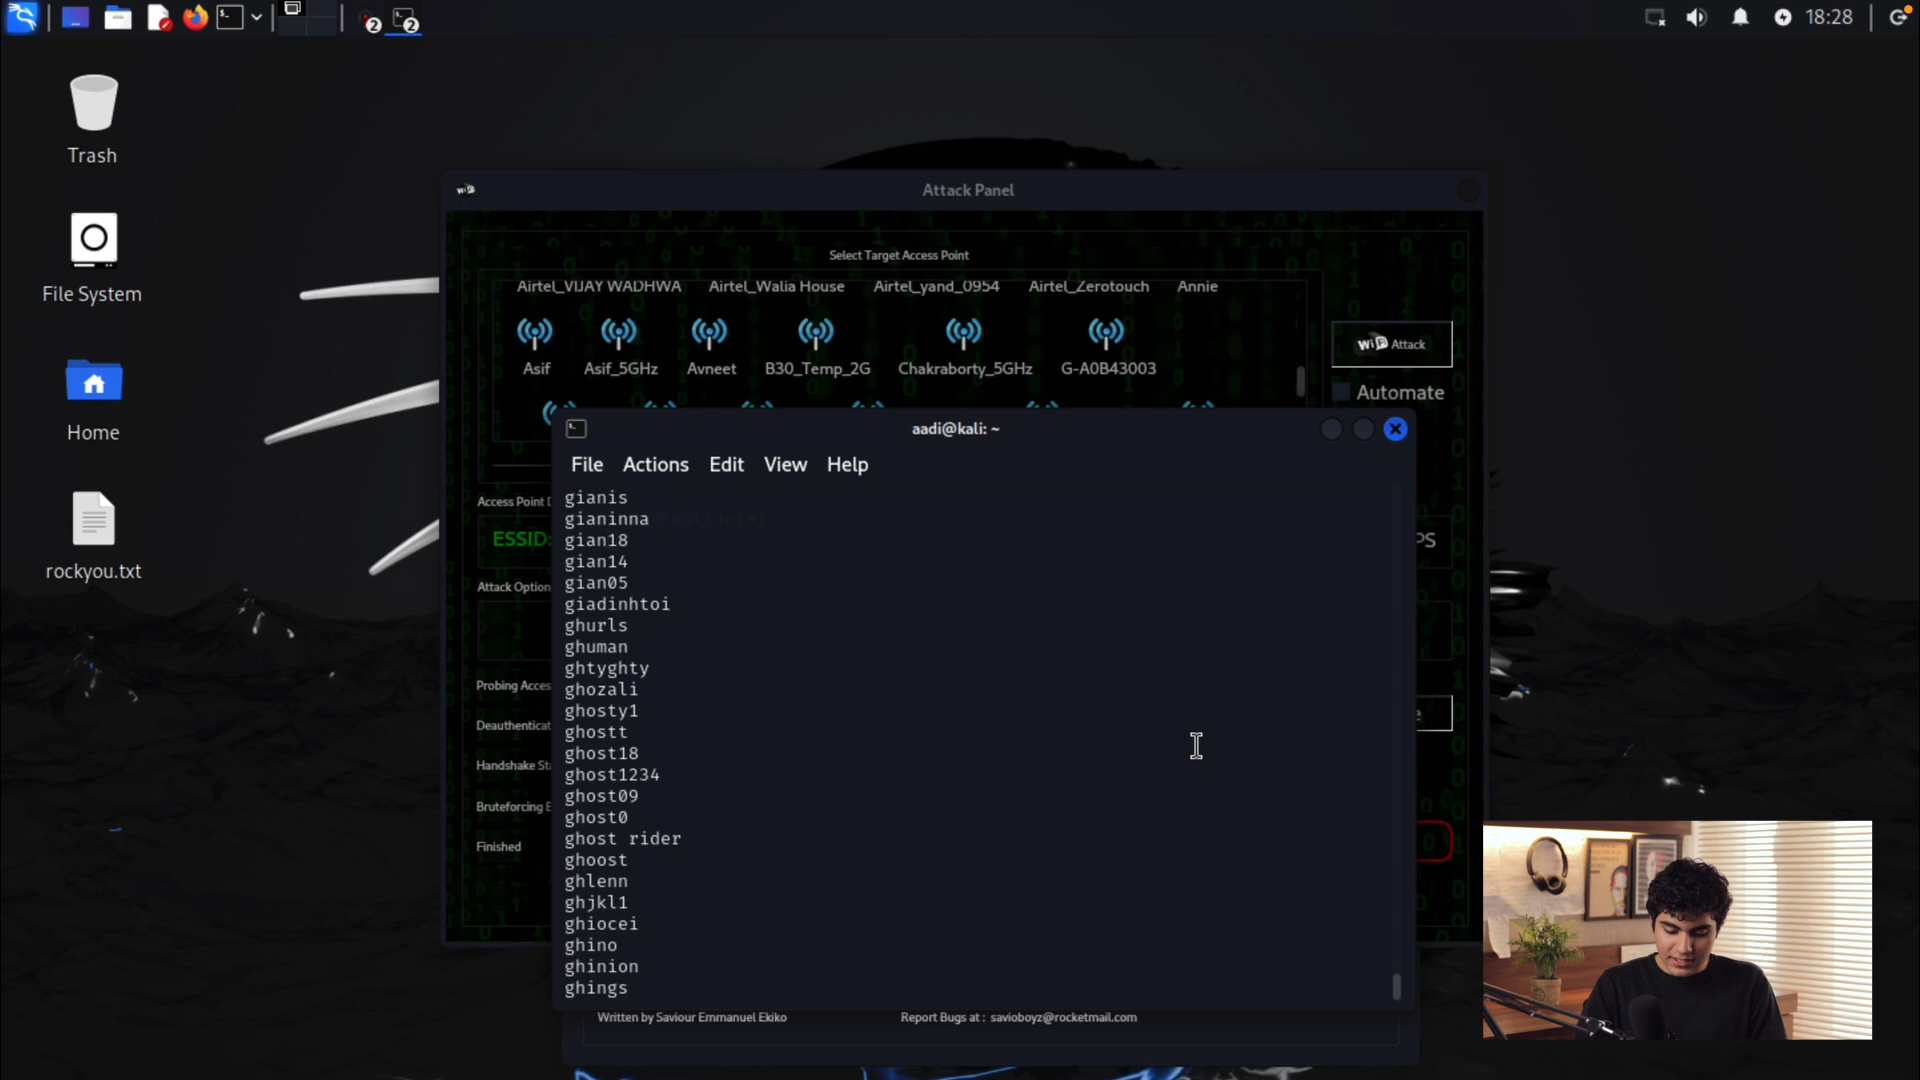 2
2
18:28
Trash
File System
Home
rockyou.txt
Attack Panel
Select Target Access Point
Airtel_VIJAY WADHWA Airtel_Walia House Airtel_yand_0954 Airtel_Zerotouch Annie
Asif Asif_5GHz Avneet B30_Temp_2G Chakraborty_5GHz G-A0B43003
WiFi Attack
Automate
Access Point
ESSID:
Attack Option
Probing Acces
Deauthenticat
Handshake Sta
Bruteforcing
Finished
aadi@kali: ~
File Actions Edit View Help
gianis
gianinna
gian18
gian14
gian05
giadinhtoi
ghurls
ghuman
ghtyghty
ghozali
ghosty1
ghostt
ghost18
ghost1234
ghost09
ghost0
ghost rider
ghoost
ghlenn
ghjkl1
ghiocei
ghino
ghinion
ghings
Written by Saviour Emmanuel Ekiko Report Bugs at : savioboyz@rocketmail.com